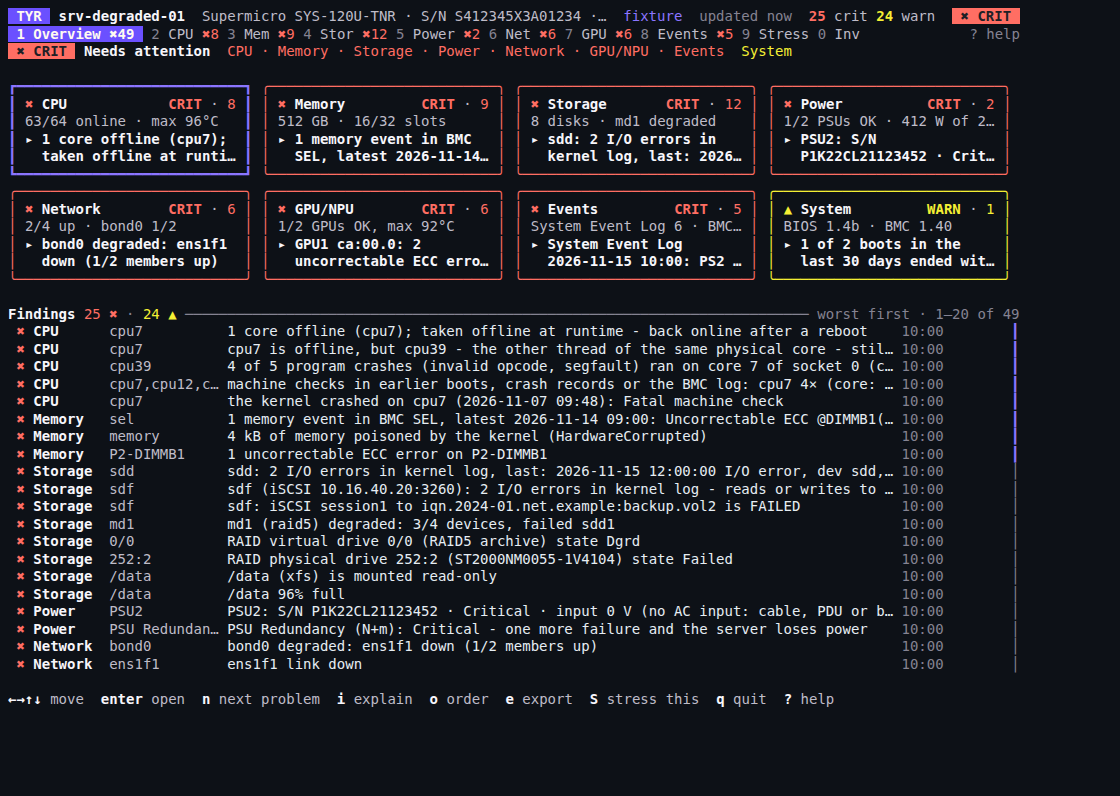 TYR srv-degraded-01 Supermicro SYS-120U-TNR · S/N S412345X3A01234 ·… fixture updated now 25 crit 24 warn ✖ CRIT
1 Overview ✖49 2 CPU ✖8 3 Mem ✖9 4 Stor ✖12 5 Power ✖2 6 Net ✖6 7 GPU ✖6 8 Events ✖5 9 Stress 0 Inv ? help
✖ CRIT Needs attention CPU · Memory · Storage · Power · Network · GPU/NPU · Events System
✖ CPU CRIT · 8
63/64 online · max 96°C
▸ 1 core offline (cpu7);
taken offline at runti…
✖ Memory CRIT · 9
512 GB · 16/32 slots
▸ 1 memory event in BMC
SEL, latest 2026-11-14…
✖ Storage CRIT · 12
8 disks · md1 degraded
▸ sdd: 2 I/O errors in
kernel log, last: 2026…
✖ Power CRIT · 2
1/2 PSUs OK · 412 W of 2…
▸ PSU2: S/N
P1K22CL21123452 · Crit…
✖ Network CRIT · 6
2/4 up · bond0 1/2
▸ bond0 degraded: ens1f1
down (1/2 members up)
✖ GPU/NPU CRIT · 6
1/2 GPUs OK, max 92°C
▸ GPU1 ca:00.0: 2
uncorrectable ECC erro…
✖ Events CRIT · 5
System Event Log 6 · BMC…
▸ System Event Log
2026-11-15 10:00: PS2 …
▲ System WARN · 1
BIOS 1.4b · BMC 1.40
▸ 1 of 2 boots in the
last 30 days ended wit…
Findings 25 ✖ · 24 ▲ worst first · 1–20 of 49
✖ CPU cpu7 1 core offline (cpu7); taken offline at runtime - back online after a reboot 10:00
✖ CPU cpu7 cpu7 is offline, but cpu39 - the other thread of the same physical core - stil… 10:00
✖ CPU cpu39 4 of 5 program crashes (invalid opcode, segfault) ran on core 7 of socket 0 (c… 10:00
✖ CPU cpu7,cpu12,c… machine checks in earlier boots, crash records or the BMC log: cpu7 4× (core: … 10:00
✖ CPU cpu7 the kernel crashed on cpu7 (2026-11-07 09:48): Fatal machine check 10:00
✖ Memory sel 1 memory event in BMC SEL, latest 2026-11-14 09:00: Uncorrectable ECC @DIMMB1(… 10:00
✖ Memory memory 4 kB of memory poisoned by the kernel (HardwareCorrupted) 10:00
✖ Memory P2-DIMMB1 1 uncorrectable ECC error on P2-DIMMB1 10:00
✖ Storage sdd sdd: 2 I/O errors in kernel log, last: 2026-11-15 12:00:00 I/O error, dev sdd,… 10:00
✖ Storage sdf sdf (iSCSI 10.16.40.20:3260): 2 I/O errors in kernel log - reads or writes to … 10:00
✖ Storage sdf sdf: iSCSI session1 to iqn.2024-01.net.example:backup.vol2 is FAILED 10:00
✖ Storage md1 md1 (raid5) degraded: 3/4 devices, failed sdd1 10:00
✖ Storage 0/0 RAID virtual drive 0/0 (RAID5 archive) state Dgrd 10:00
✖ Storage 252:2 RAID physical drive 252:2 (ST2000NM0055-1V4104) state Failed 10:00
✖ Storage /data /data (xfs) is mounted read-only 10:00
✖ Storage /data /data 96% full 10:00
✖ Power PSU2 PSU2: S/N P1K22CL21123452 · Critical · input 0 V (no AC input: cable, PDU or b… 10:00
✖ Power PSU Redundan… PSU Redundancy (N+m): Critical - one more failure and the server loses power 10:00
✖ Network bond0 bond0 degraded: ens1f1 down (1/2 members up) 10:00
✖ Network ens1f1 ens1f1 link down 10:00
←→↑↓ move enter open n next problem i explain o order e export S stress this q quit ? help